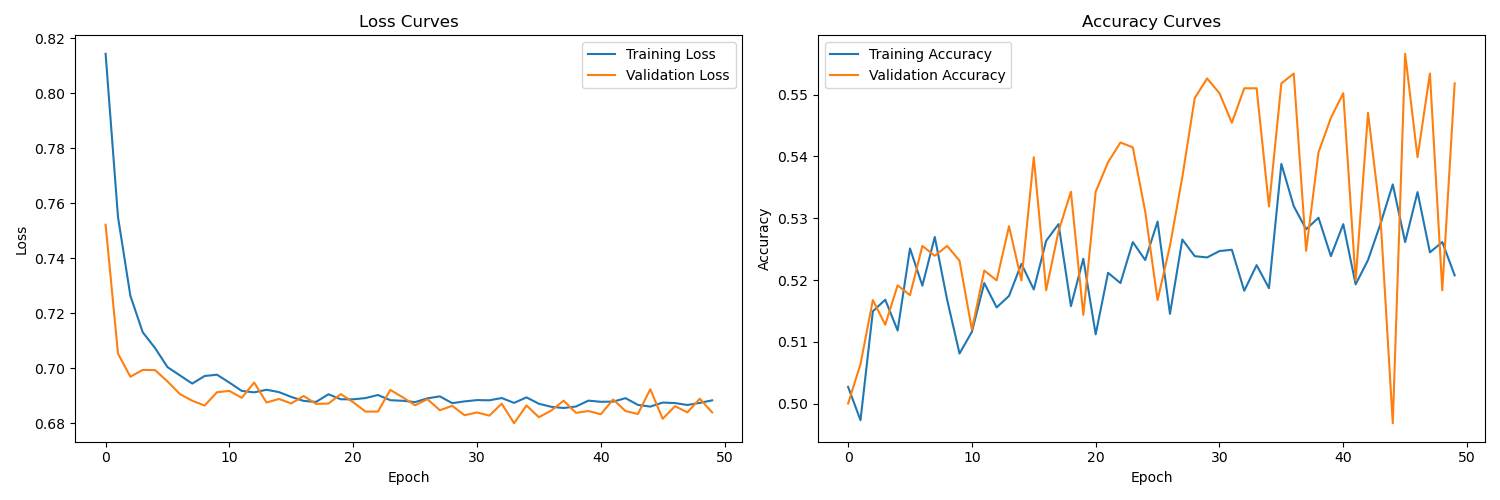 Loss Curves
Training Loss
Validation Loss
0.82
0.80
0.78
0.76
0.74
0.72
0.70
0.68
Loss
0
10
20
30
40
50
Epoch
Accuracy Curves
Training Accuracy
Validation Accuracy
0.55
0.54
0.53
0.52
0.51
0.50
Accuracy
0
10
20
30
40
50
Epoch